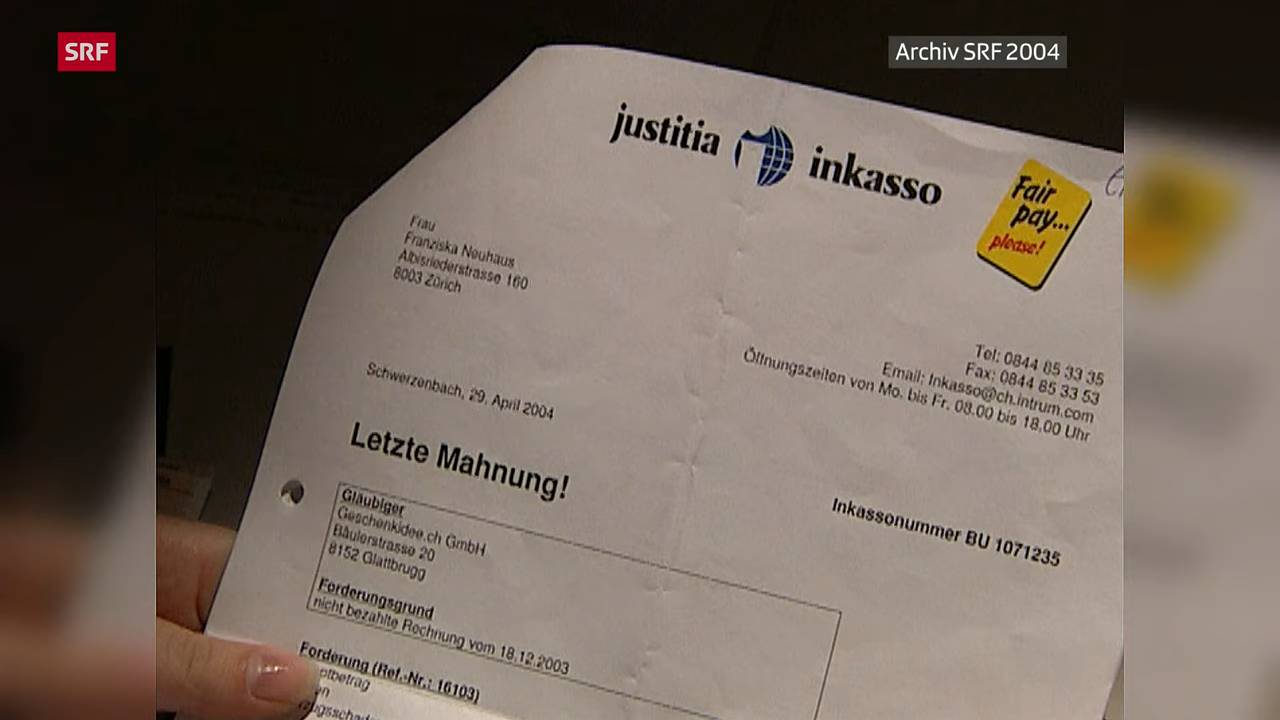 SRF
Archiv SRF 2004
justitia inkasso
Fair
pay...
please!
Frau
Franziska Neuhaus
Albisriederstrasse 160
8003 Zürich
Tel: 0844 85 33 35
Fax: 0844 85 33 53
Email: Inkasso@ch.intrum.com
Öffnungszeiten von Mo. bis Fr. 08.00 bis 18.00 Uhr
Schwerzenbach, 29. April 2004
Letzte Mahnung!
Inkassonummer BU 1071235
Gläubiger
Geschenkidee.ch GmbH
Bäulerstrasse 20
8152 Glattbrugg
Forderungsgrund
nicht bezahlte Rechnung vom 18.12.2003
Forderung (Ref.-Nr.: 16103)